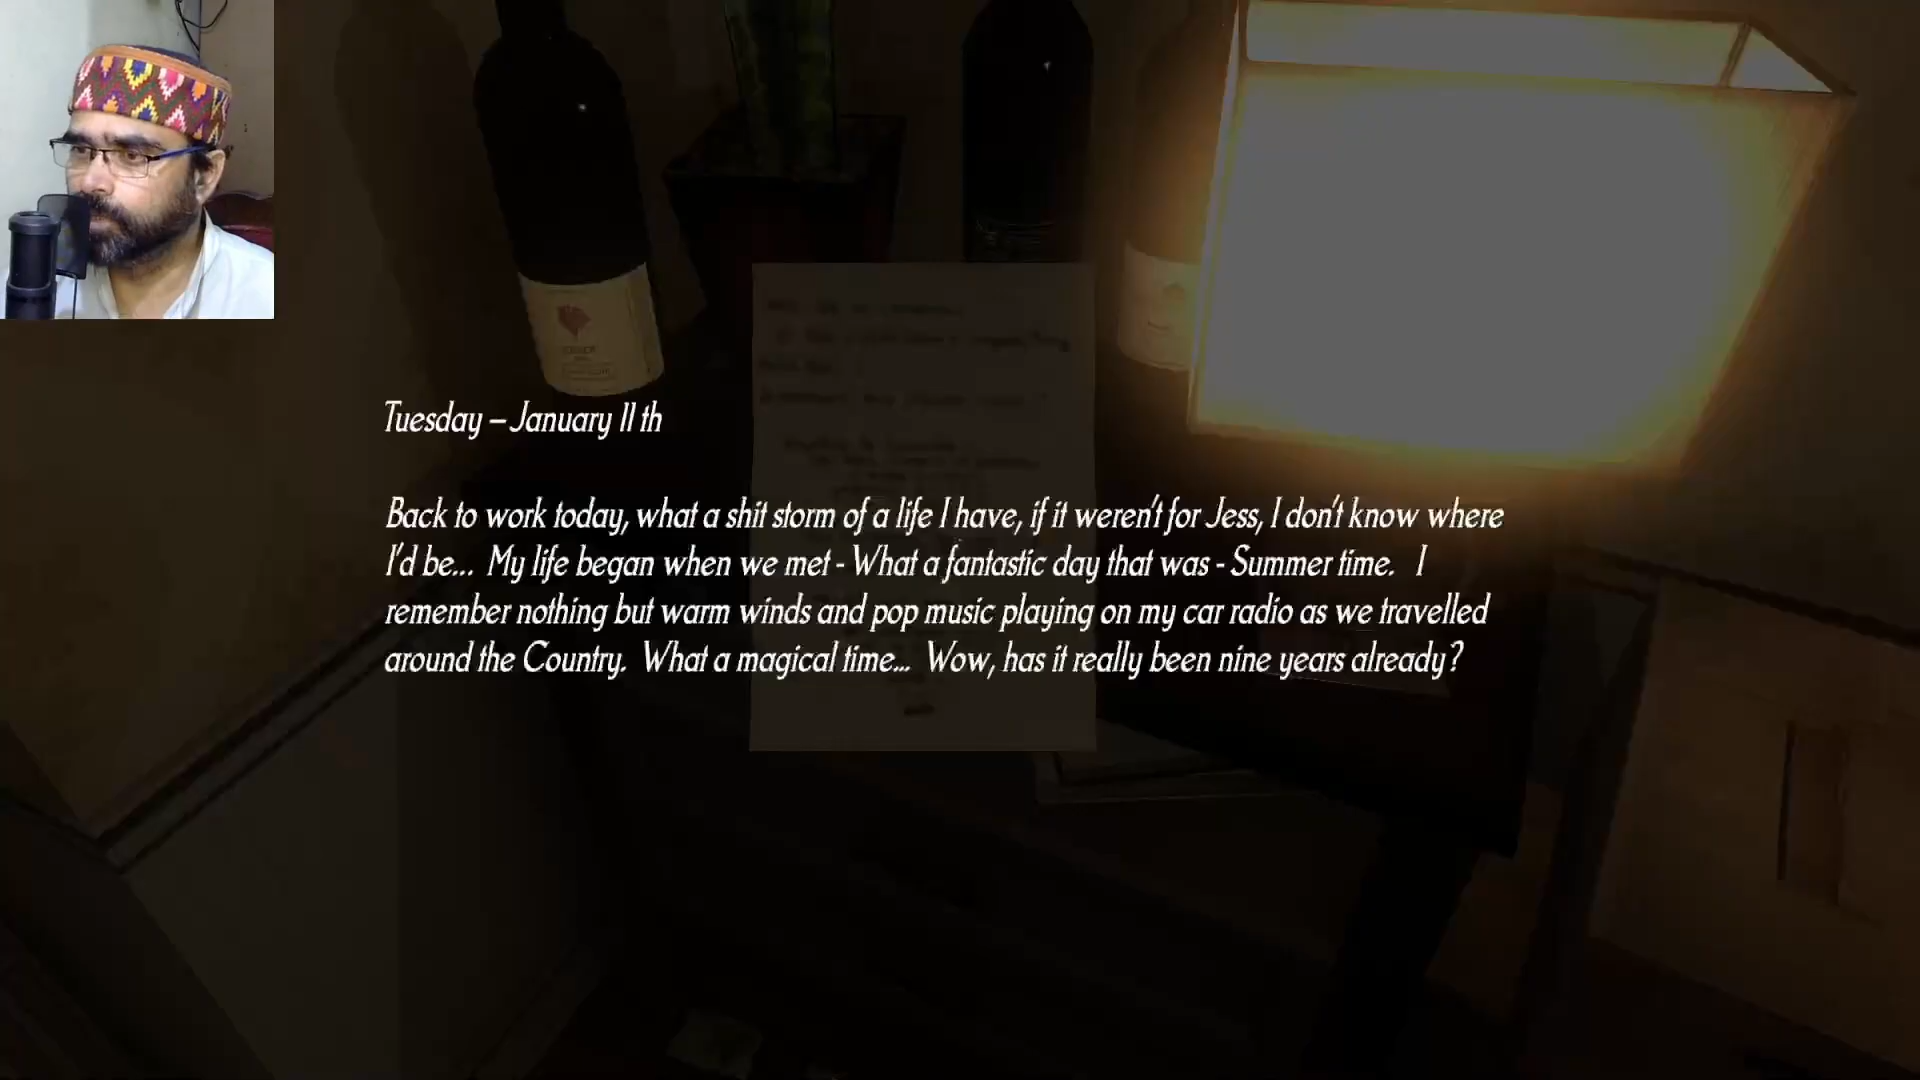 Tuesday – January 11 th
Back to work today, what a shit storm of a life I have, if it weren't for Jess, I don't know where
I'd be... My life began when we met - What a fantastic day that was - Summer time. I
remember nothing but warm winds and pop music playing on my car radio as we travelled
around the Country. What a magical time... Wow, has it really been nine years already?